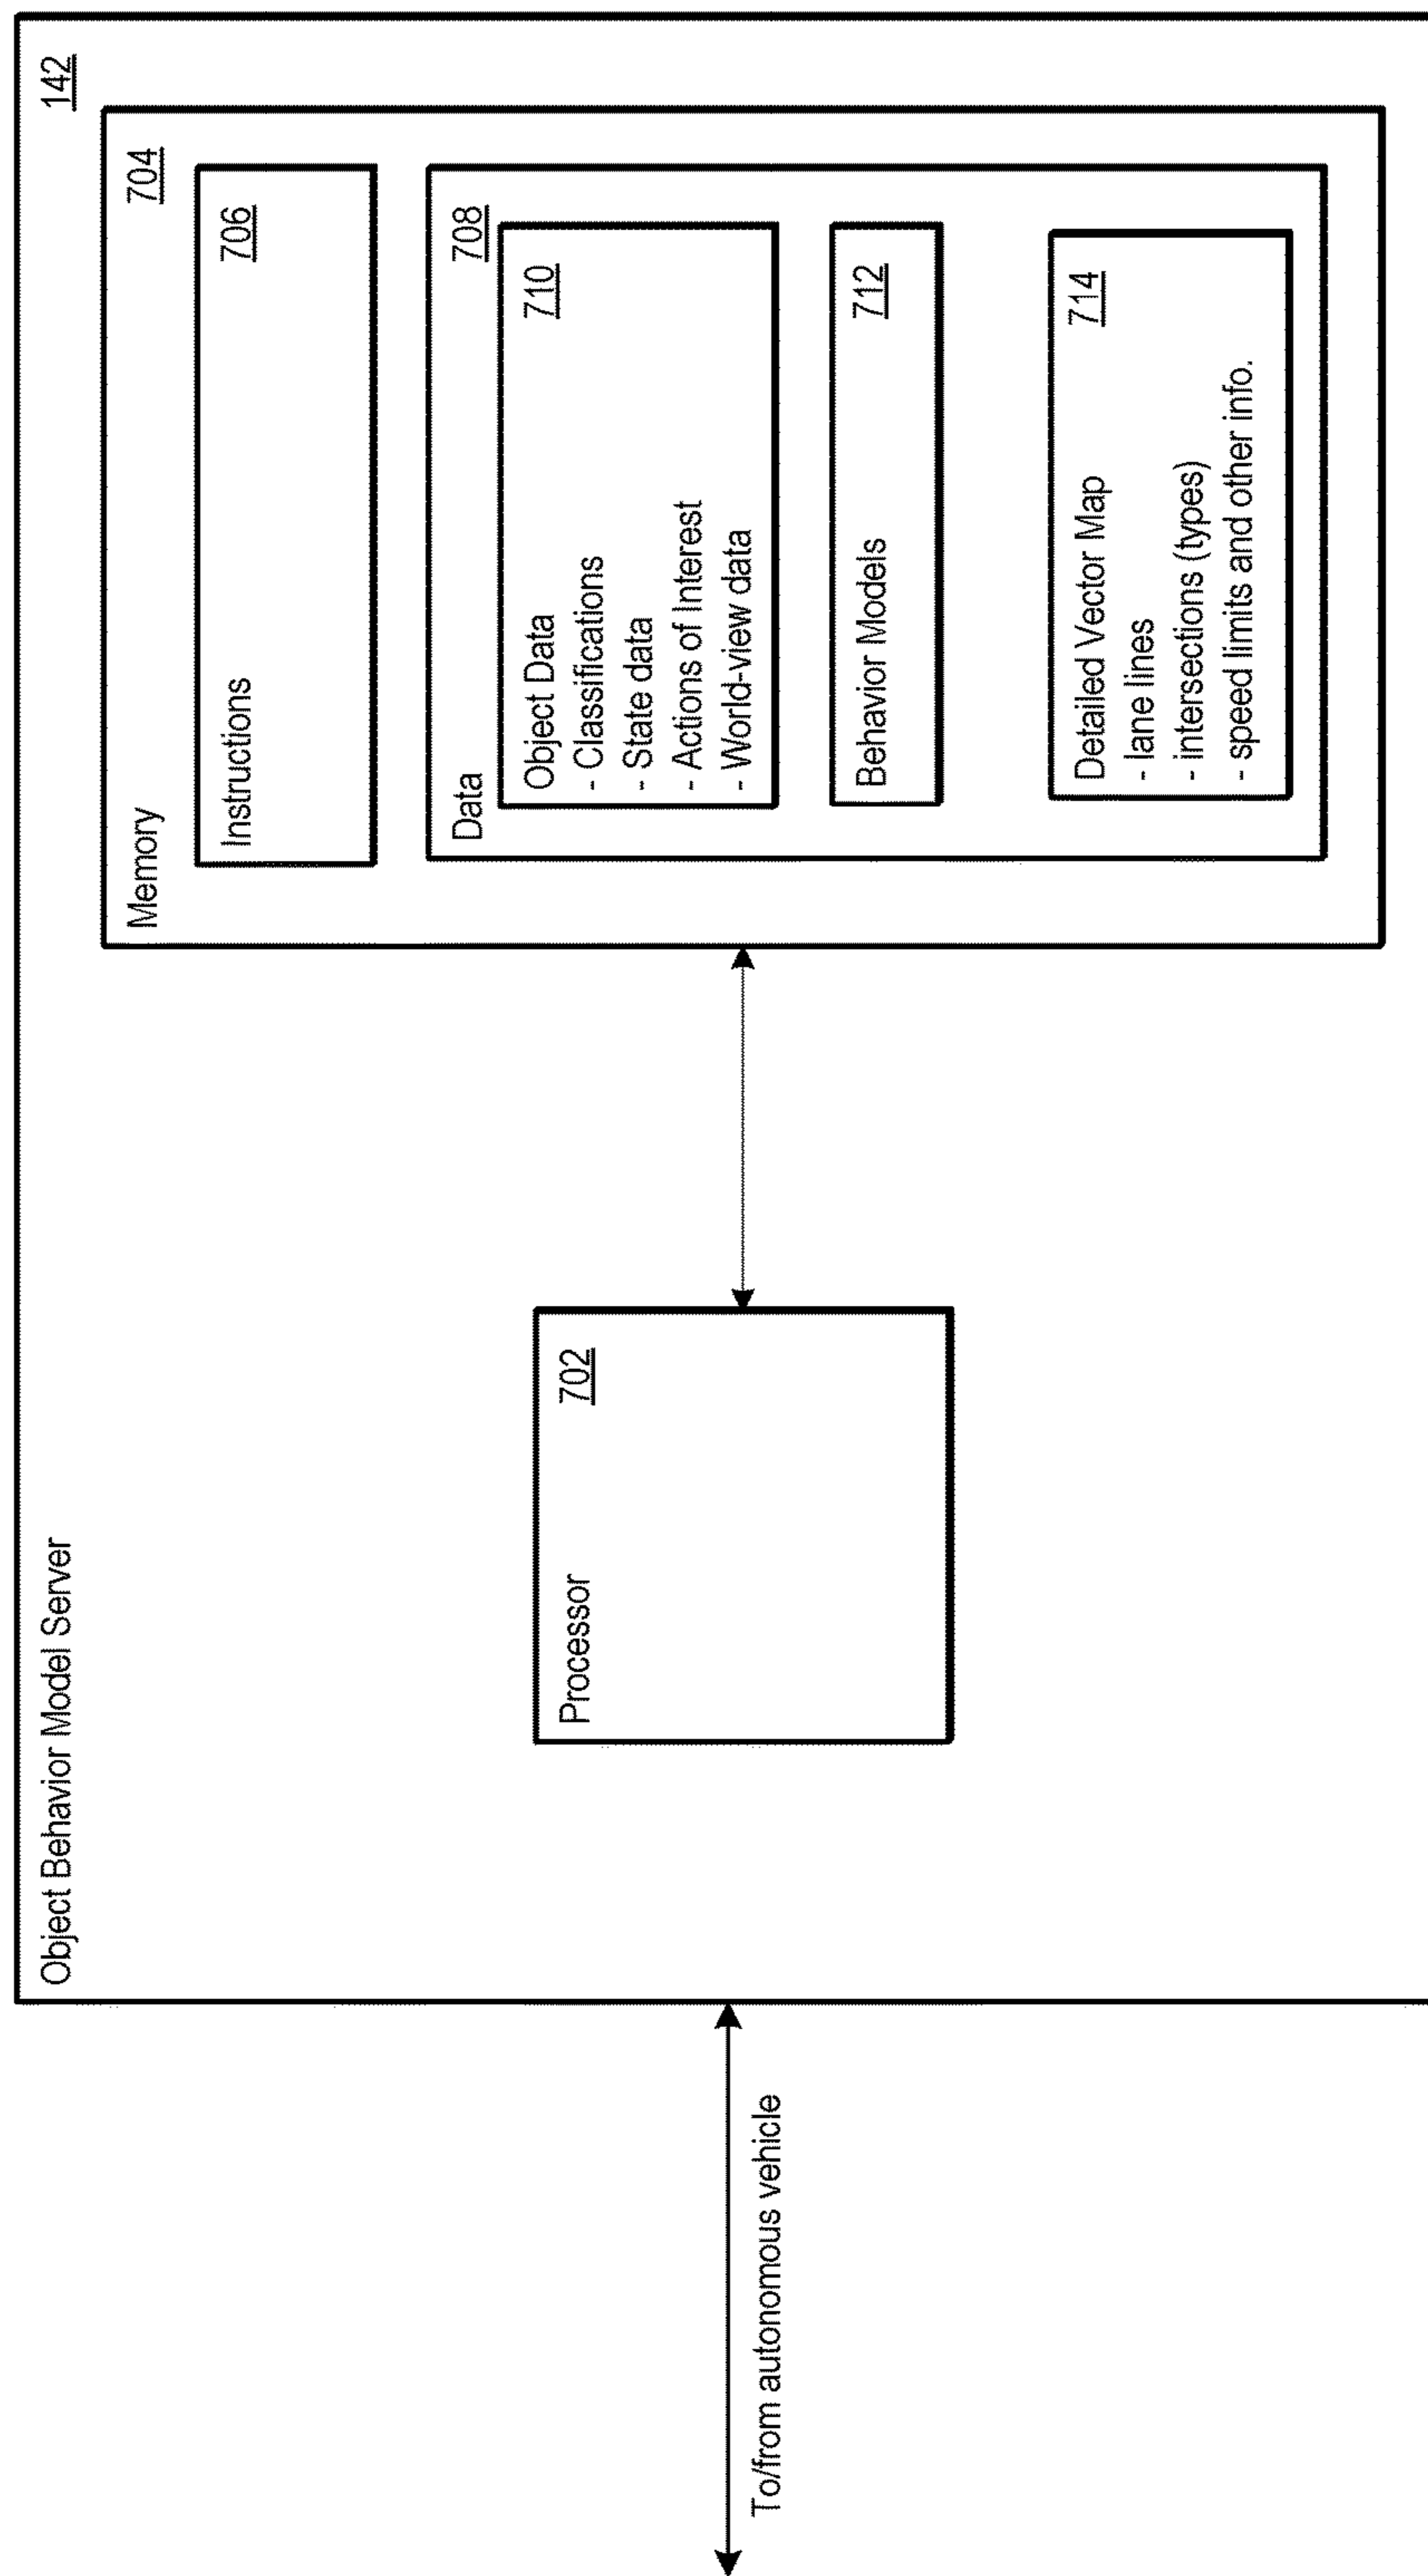 Object Behavior Model Server
142
To/from autonomous vehicle
Processor
702
Memory
704
Instructions
706
Data
708
Object Data
710
- Classifications
- State data
- Actions of Interest
- World-view data
Behavior Models
712
Detailed Vector Map
714
- lane lines
- intersections (types)
- speed limits and other info.